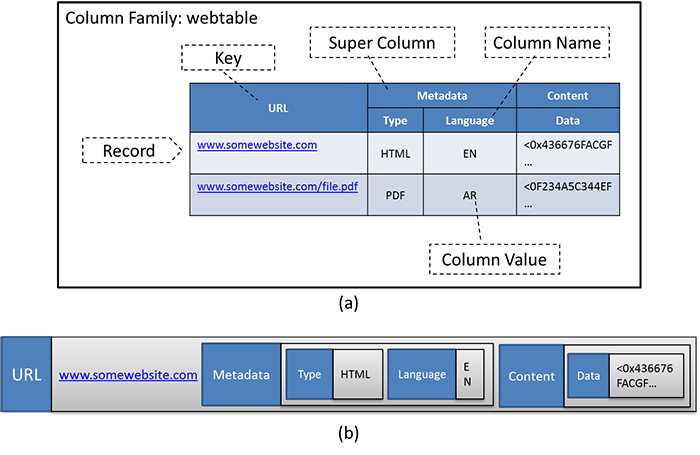 Column Family: webtable
Super Column
Column Name
Key
URL
Metadata
Content
Type
Language
Data
Record
www.somewebsite.com
HTML
EN
<0x436676FACGF
...
www.somewebsite.com/file.pdf
PDF
AR
<0F234A5C344EF
...
Column Value
(a)
URL
www.somewebsite.com
Metadata
Type
HTML
Language
E
N
Content
Data
<0x436676
FACGF...
(b)